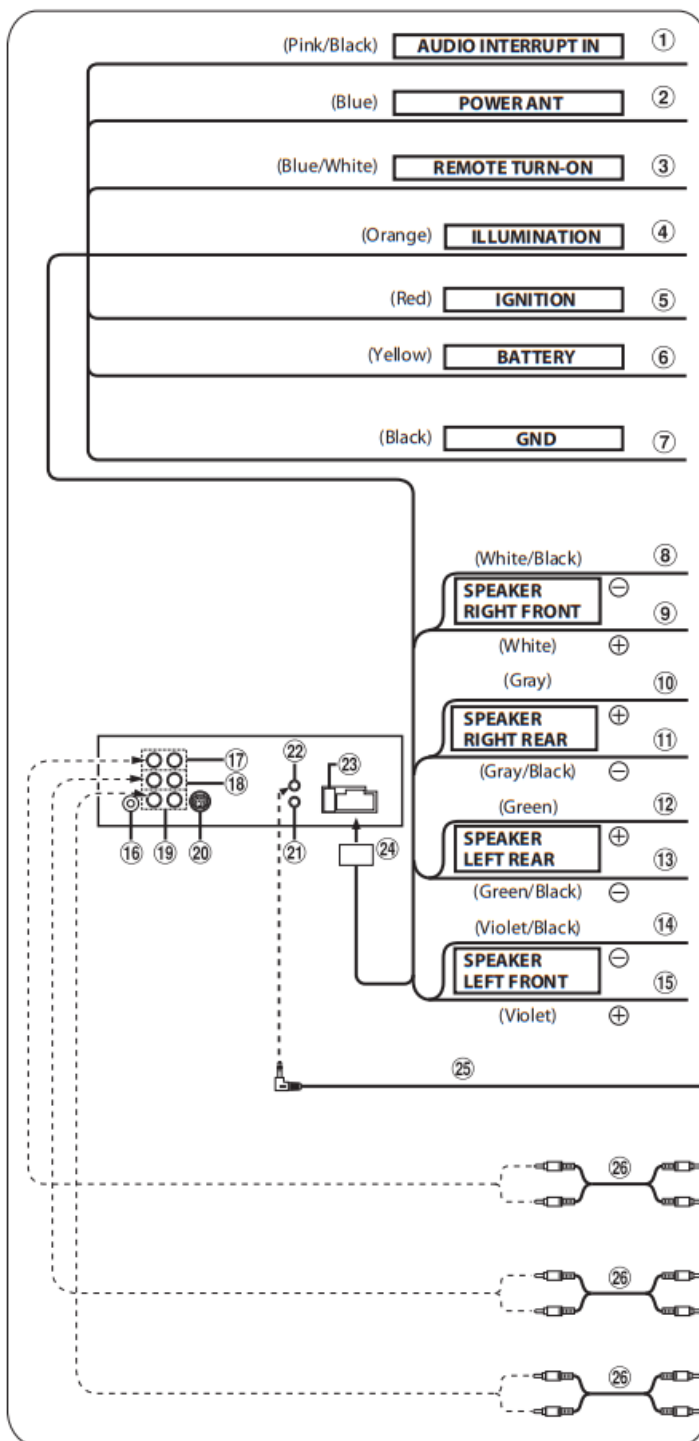 (Pink/Black) AUDIO INTERRUPT IN ①
(Blue) POWER ANT ②
(Blue/White) REMOTE TURN-ON ③
(Orange) ILLUMINATION ④
(Red) IGNITION ⑤
(Yellow) BATTERY ⑥
(Black) GND ⑦
(White/Black) ⑧
SPEAKER ⊖
RIGHT FRONT ⑨
(White) ⊕
(Gray) ⑩
SPEAKER ⊕
RIGHT REAR ⑪
(Gray/Black) ⊖
(Green) ⑫
SPEAKER ⊕
LEFT REAR ⑬
(Green/Black) ⊖
(Violet/Black) ⑭
SPEAKER ⊖
LEFT FRONT ⑮
(Violet) ⊕
⑰ ㉒ ㉓
⑱
⑯ ⑲ ⑳ ㉑ ㉔
㉕
㉖
㉖
㉖